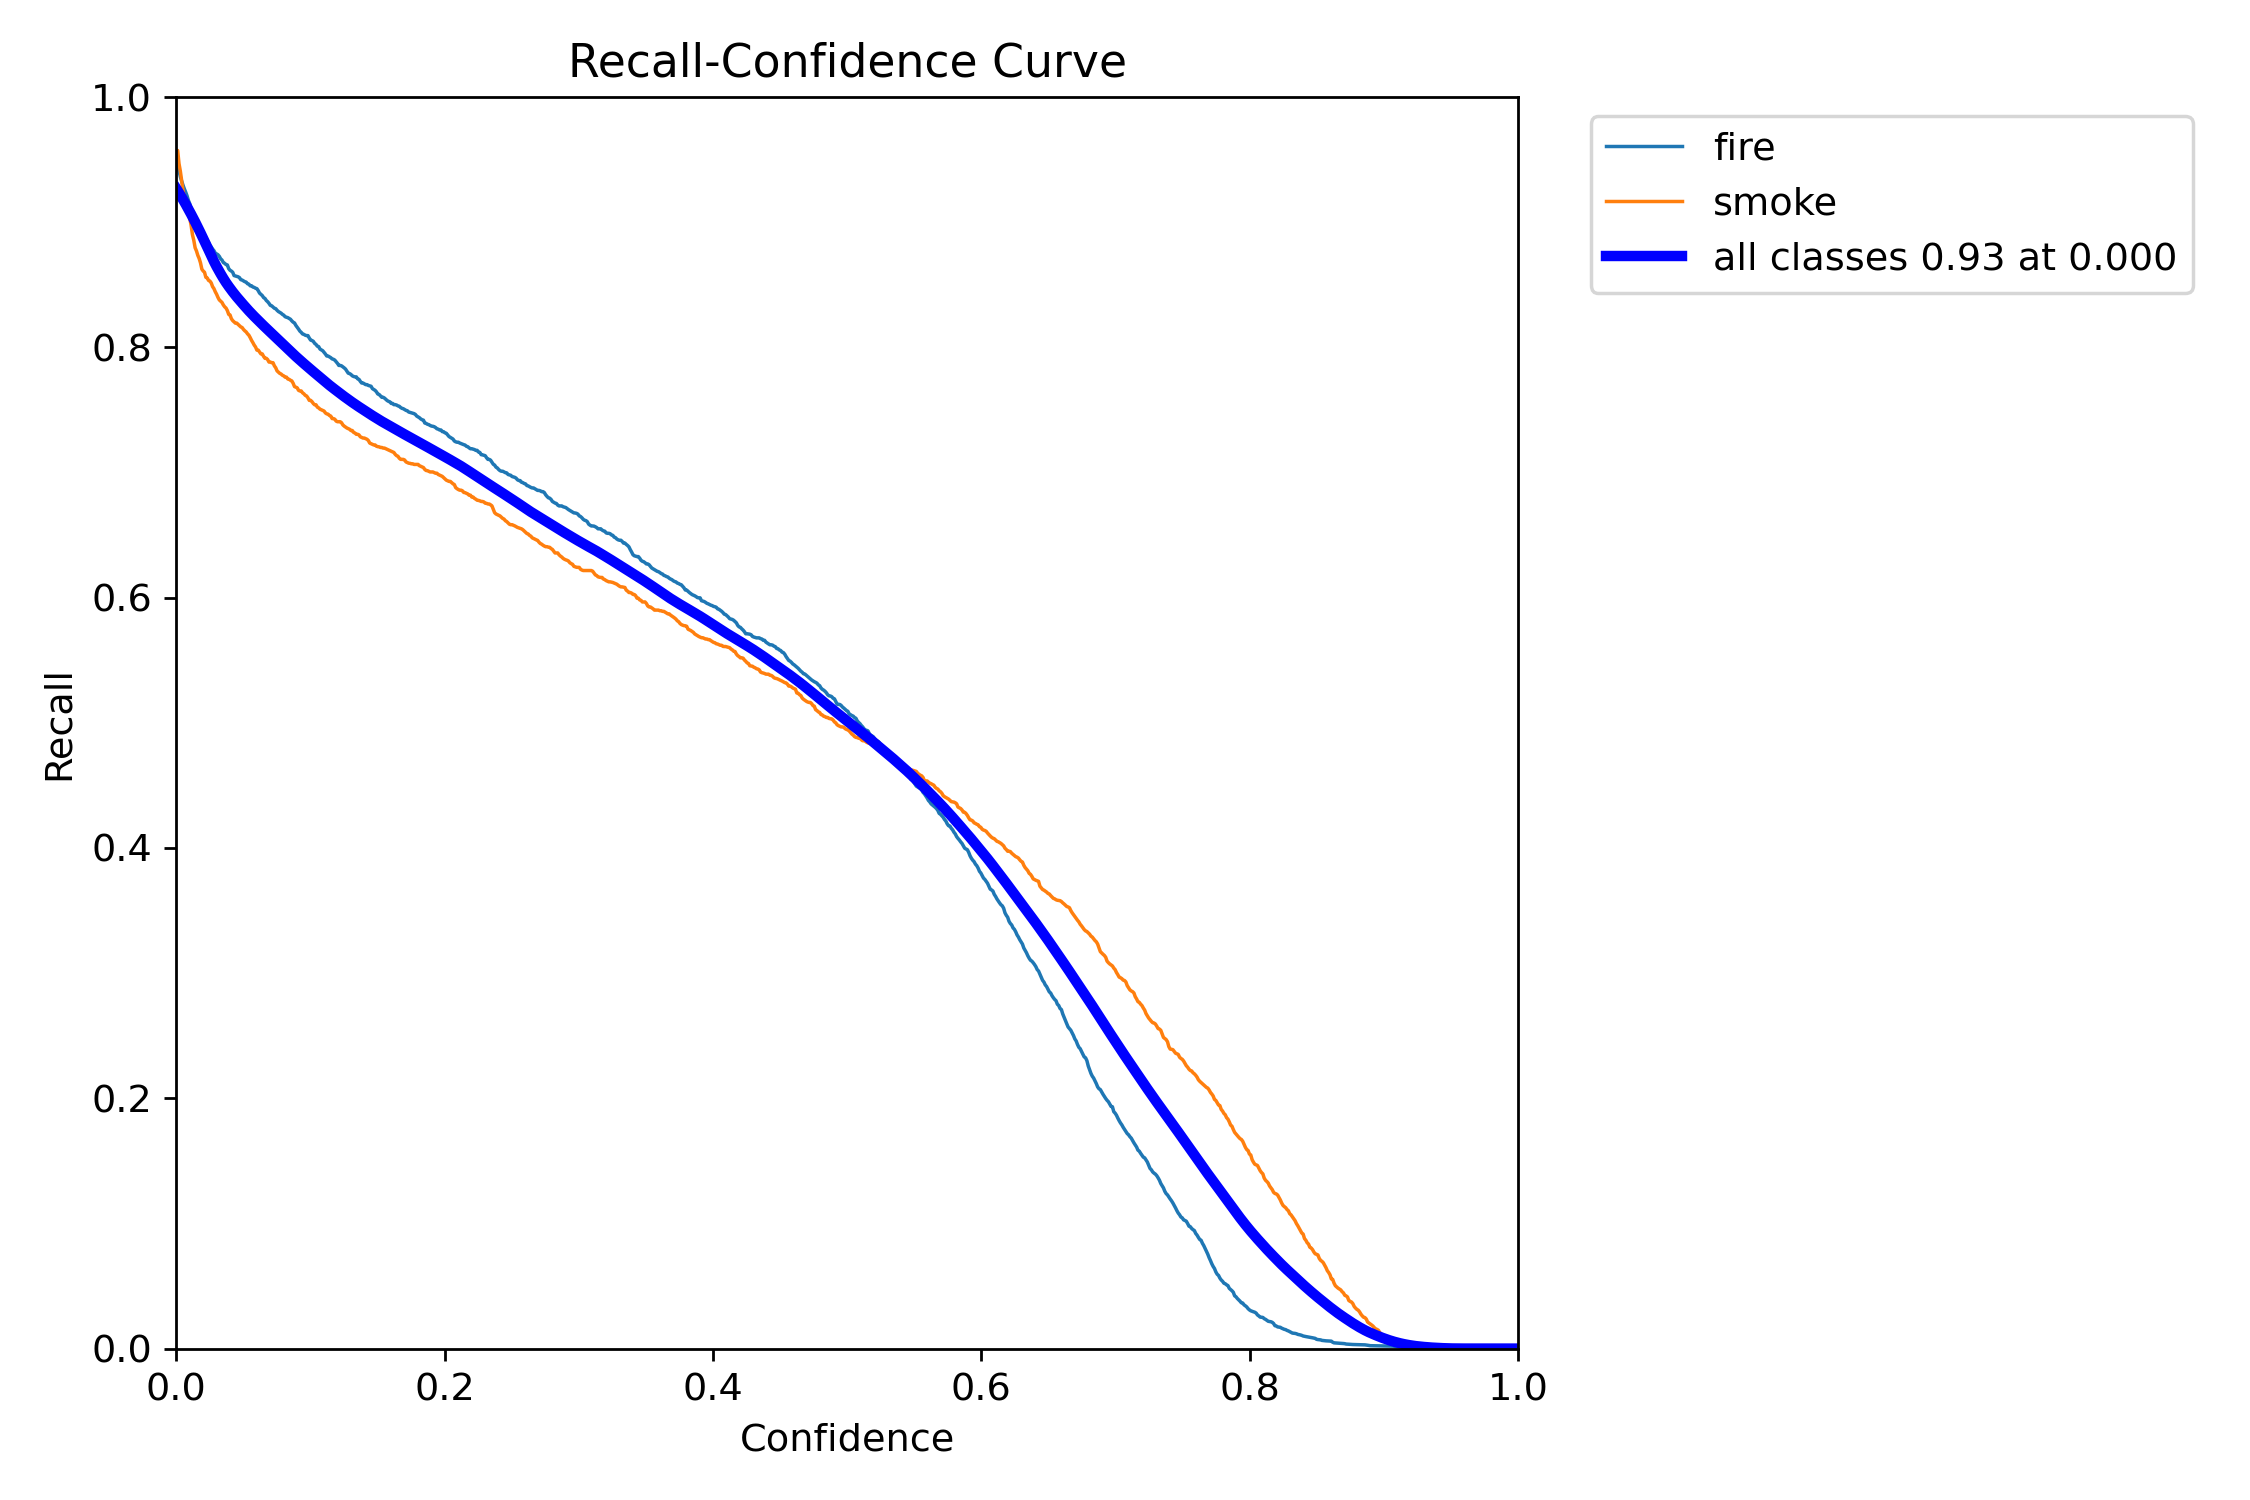 Recall-Confidence Curve
1.0
0.8
0.6
0.4
0.2
0.0
Recall
0.0 0.2 0.4 0.6 0.8 1.0
Confidence
fire
smoke
all classes 0.93 at 0.000